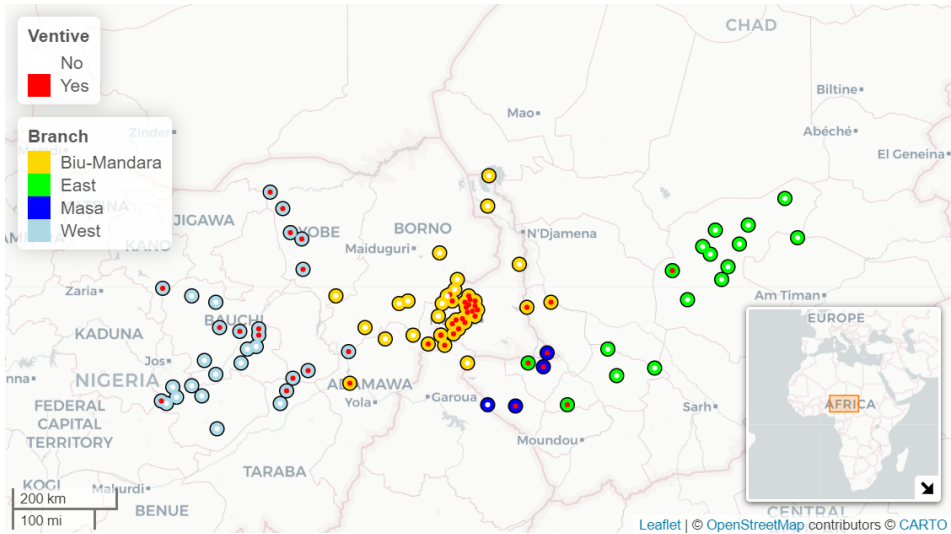 Ventive
No
Yes
Branch
Biu-Mandara
East
Masa
West
CHAD
Biltine
Mao
Abéché
El Geneina
Zinder
JIGAWA
YOBE
BORNO
N'Djamena
KANO
Maiduguri
Zaria
Am Timan
BAUCHI
KADUNA
Jos
NIGERIA
ADAMAWA
Yola
Garoua
Sarh
FEDERAL
CAPITAL
TERRITORY
Moundou
TARABA
KOGI
Makurdi
BENUE
EUROPE
AFRICA
CENTRAL
200 km
100 mi
Leaflet | © OpenStreetMap contributors © CARTO